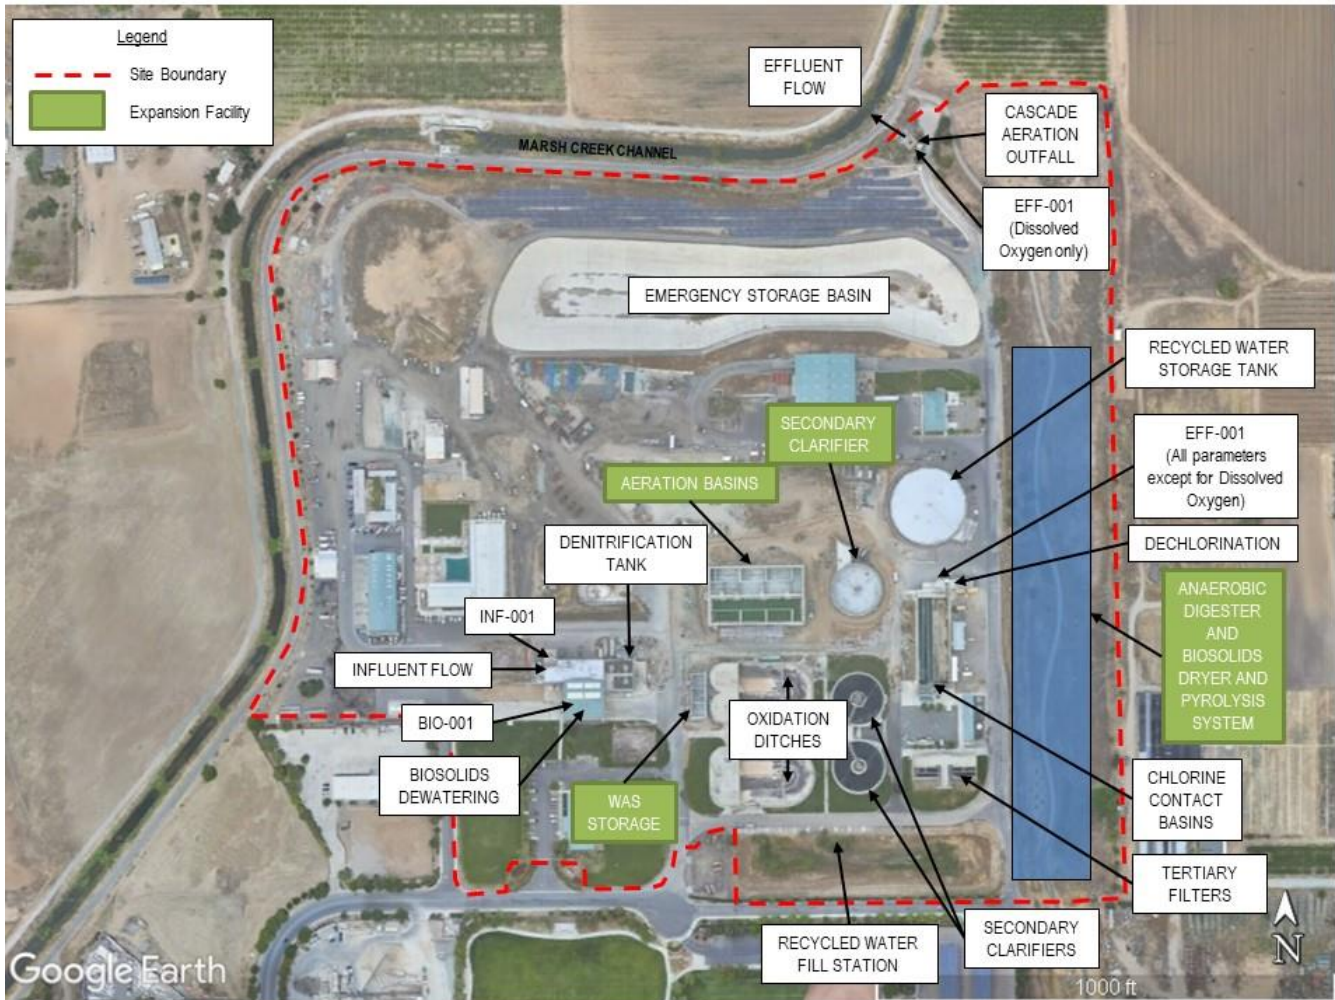 Legend
Site Boundary
Expansion Facility
EFFLUENT
FLOW
CASCADE
AERATION
OUTFALL
MARSH CREEK CHANNEL
EFF-001
(Dissolved
Oxygen only)
EMERGENCY STORAGE BASIN
RECYCLED WATER
STORAGE TANK
SECONDARY
CLARIFIER
EFF-001
(All parameters
except for Dissolved
Oxygen)
AERATION BASINS
DENITRIFICATION
TANK
DECHLORINATION
ANAEROBIC
DIGESTER
AND
BIOSOLIDS
DRYER AND
PYROLYSIS
SYSTEM
INF-001
INFLUENT FLOW
BIO-001
OXIDATION
DITCHES
BIOSOLIDS
DEWATERING
WAS
STORAGE
CHLORINE
CONTACT
BASINS
TERTIARY
FILTERS
RECYCLED WATER
FILL STATION
SECONDARY
CLARIFIERS
N
Google Earth
1000 ft